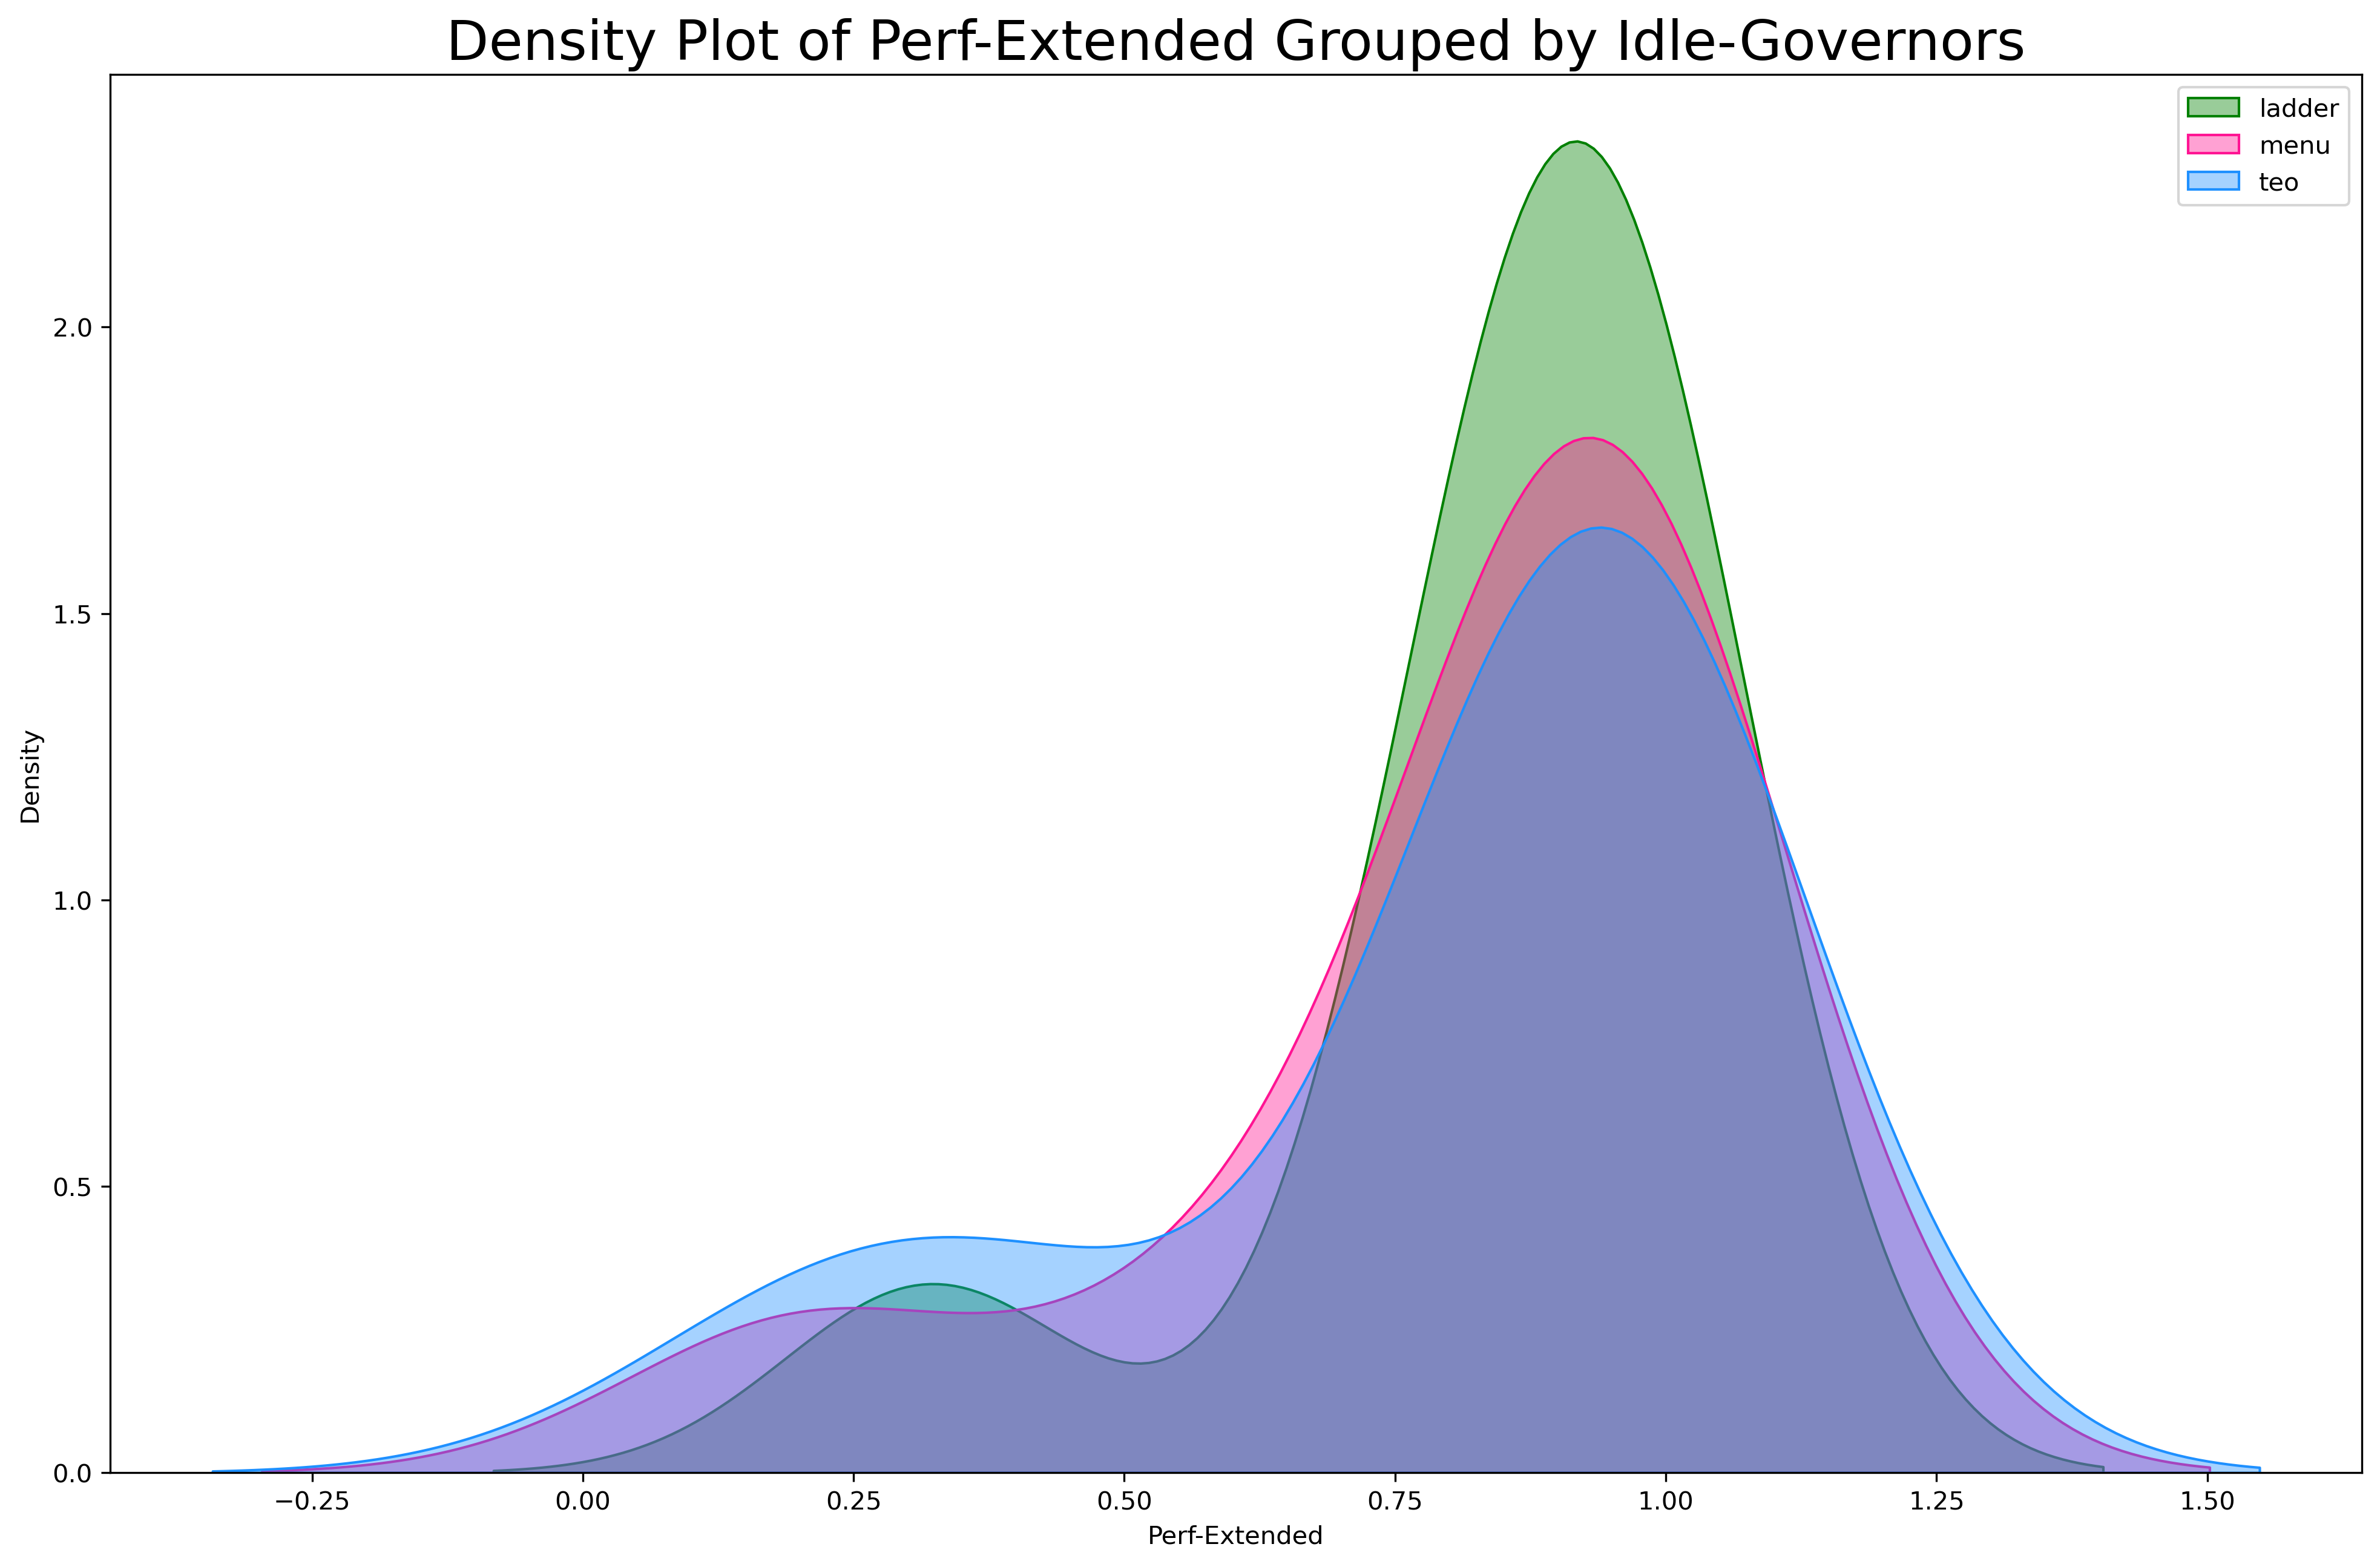 Density Plot of Perf-Extended Grouped by Idle-Governors
ladder
menu
teo
Density
2.0
1.5
1.0
0.5
0.0
−0.25 0.00 0.25 0.50 0.75 1.00 1.25 1.50
Perf-Extended